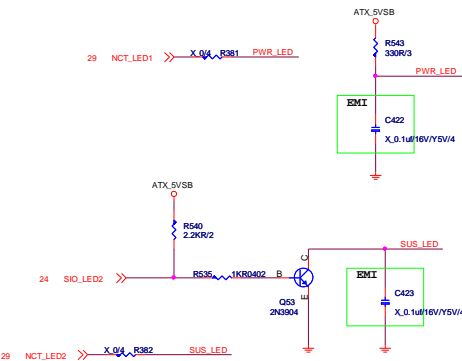 ATX_5VSB
R543
330R/3
29 NCT_LED1 X_0/4 R381 PWR_LED
PWR_LED
EMI
C422
X_0.1uf/16V/Y5V/4
ATX_5VSB
R540
2.2KR/2
SUS_LED
C
24 SIO_LED2 R535 1KR0402 B
EMI
E
Q53
2N3904
C423
X_0.1uf/16V/Y5V/4
29 NCT_LED2 X_0/4 R382 SUS_LED